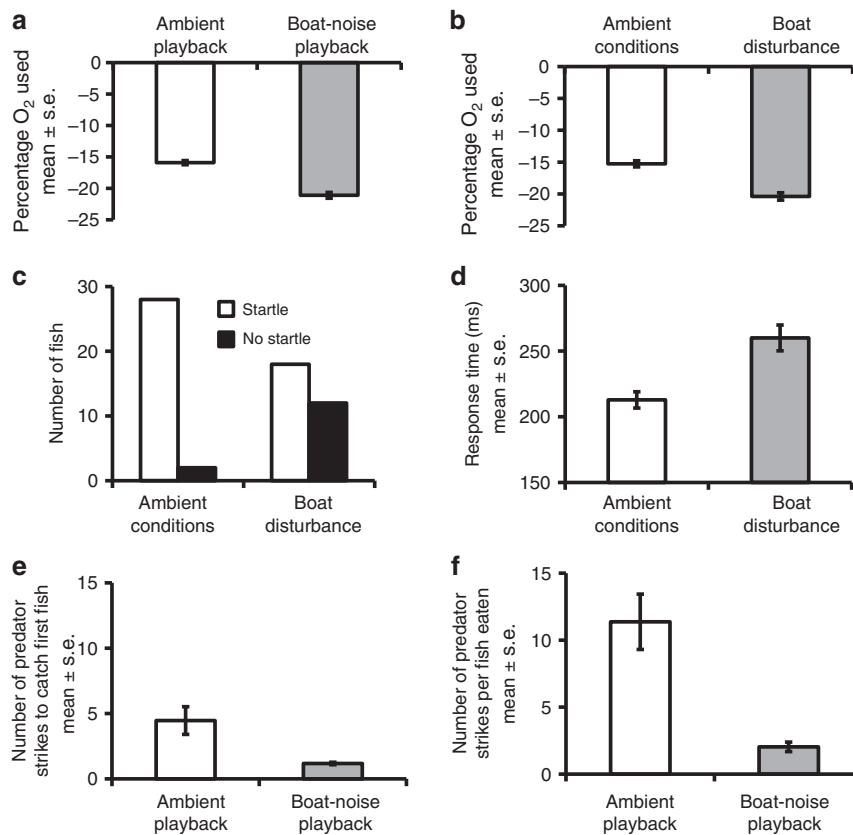 a
Ambient playback
Boat-noise playback
0
–5
–10
–15
–20
–25
Percentage O2 used
mean ± s.e.
b
Ambient conditions
Boat disturbance
0
–5
–10
–15
–20
–25
Percentage O2 used
mean ± s.e.
c
30
20
10
0
Number of fish
Startle
No startle
Ambient conditions
Boat disturbance
d
300
250
200
150
Response time (ms)
mean ± s.e.
Ambient conditions
Boat disturbance
e
15
10
5
0
Number of predator
strikes to catch first fish
mean ± s.e.
Ambient playback
Boat-noise playback
f
15
10
5
0
Number of predator
strikes per fish eaten
mean ± s.e.
Ambient playback
Boat-noise playback